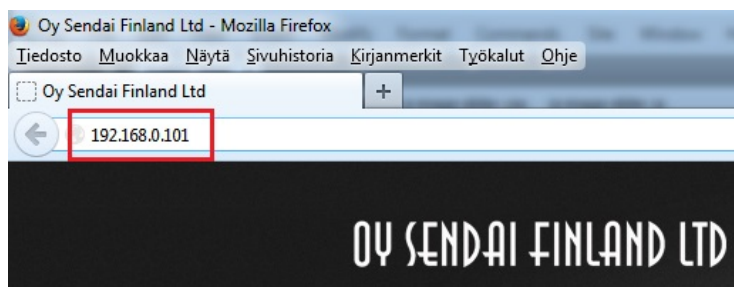 Oy Sendai Finland Ltd - Mozilla Firefox
Tiedosto Muokkaa Näytä Sivuhistoria Kirjanmerkit Työkalut Ohje
Oy Sendai Finland Ltd +
192.168.0.101
OY SENDAI FINLAND LTD